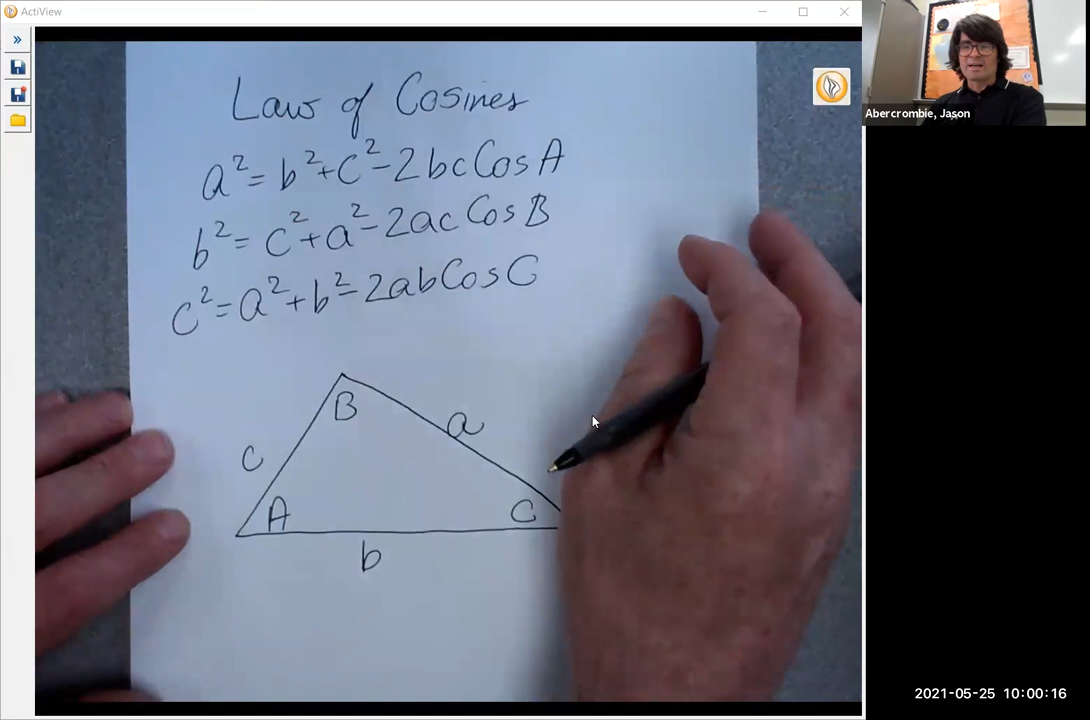 ActiView
Law of Cosines
a² = b² + c² - 2bc Cos A
b² = c² + a² - 2ac Cos B
c² = a² + b² - 2ab Cos C
B
a
c
A
C
b
Abercrombie, Jason
2021-05-25 10:00:16